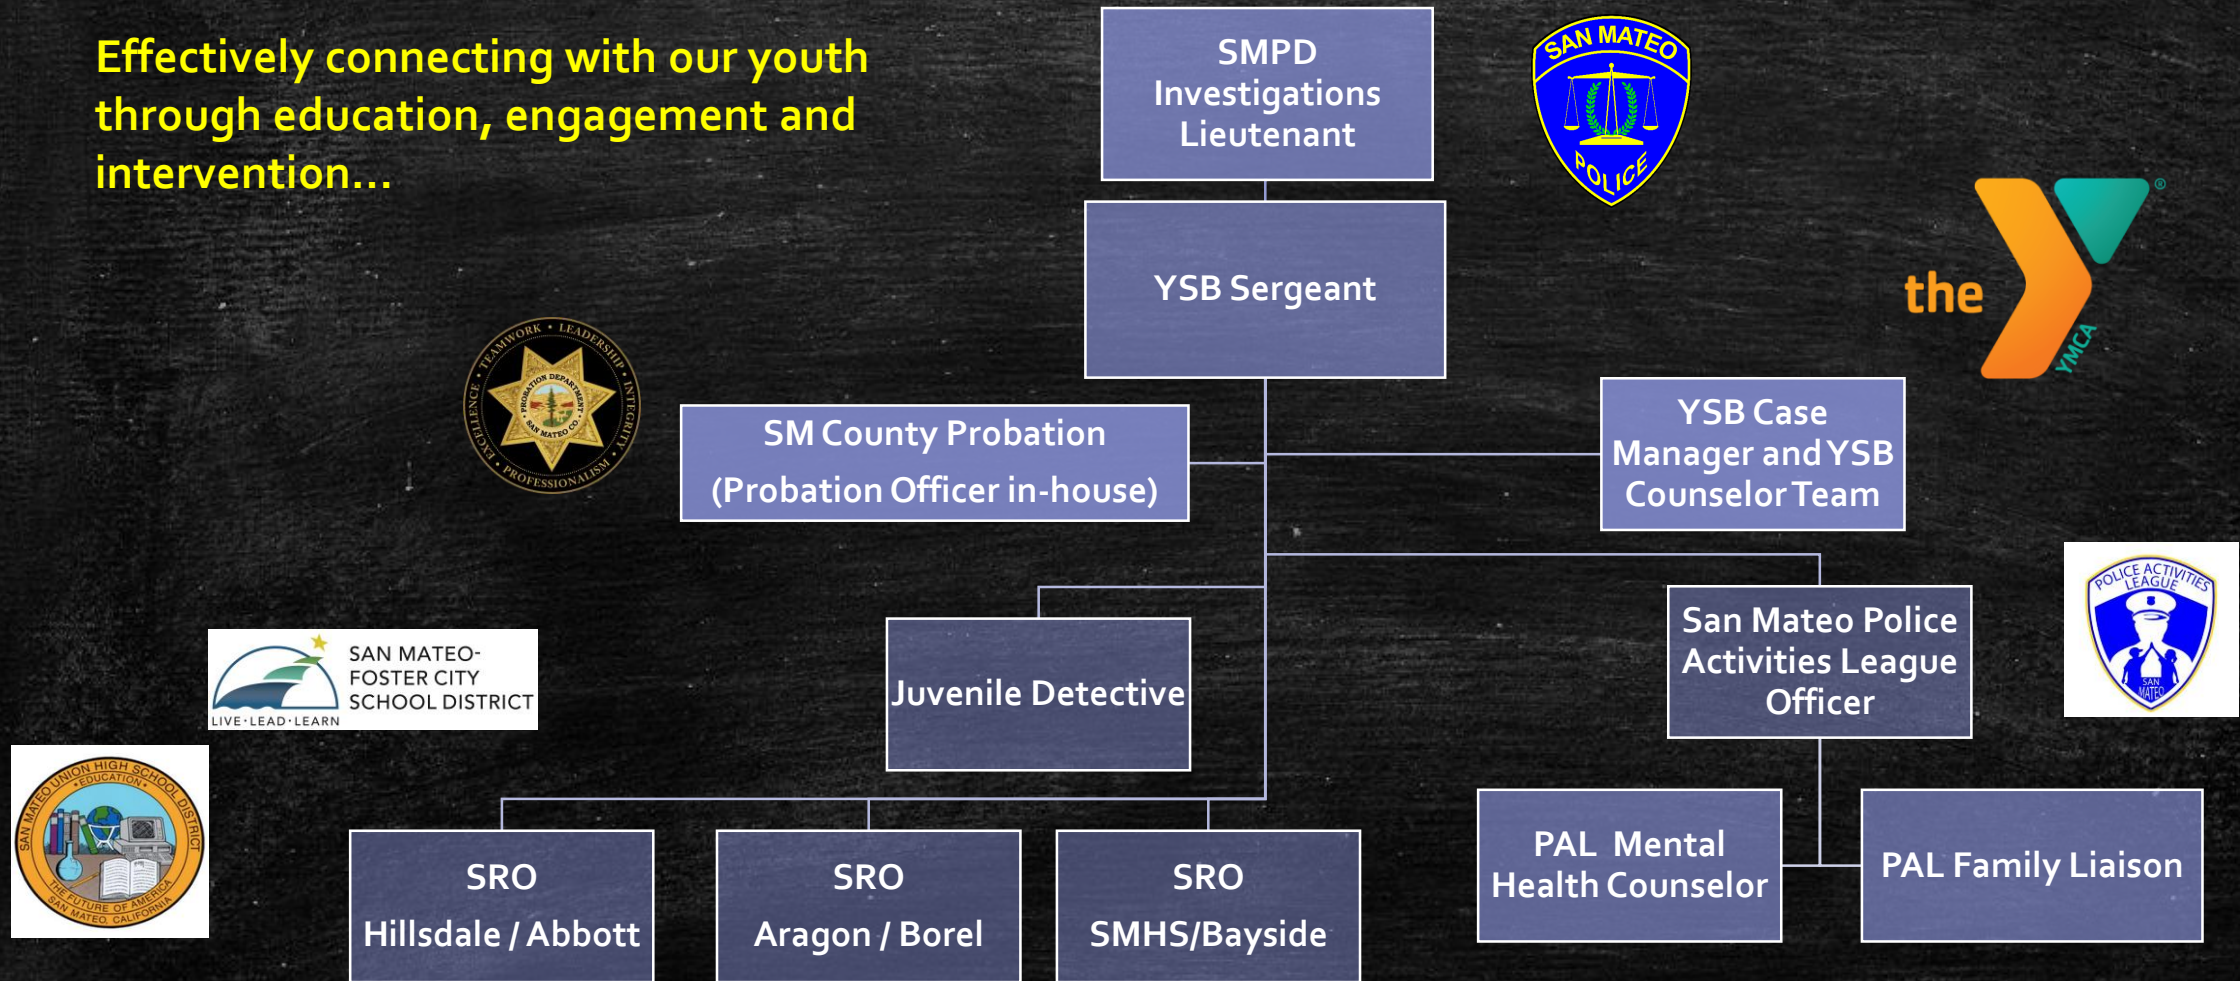 Effectively connecting with our youth
through education, engagement and
intervention...
SMPD
Investigations
Lieutenant
SAN MATEO
POLICE
YSB Sergeant
the
YMCA
®
TEAMWORK • LEADERSHIP • INTEGRITY • PROFESSIONALISM • EXCELLENCE •
PROBATION DEPARTMENT
SAN MATEO CO.
SM County Probation
(Probation Officer in-house)
YSB Case
Manager and YSB
Counselor Team
Juvenile Detective
San Mateo Police
Activities League
Officer
POLICE ACTIVITIES
LEAGUE
SAN
MATEO
SAN MATEO-
FOSTER CITY
SCHOOL DISTRICT
LIVE·LEAD·LEARN
SAN MATEO UNION HIGH SCHOOL DISTRICT
•EDUCATION•
THE FUTURE OF AMERICA
SAN MATEO, CALIFORNIA
SRO
Hillsdale / Abbott
SRO
Aragon / Borel
SRO
SMHS/Bayside
PAL Mental
Health Counselor
PAL Family Liaison